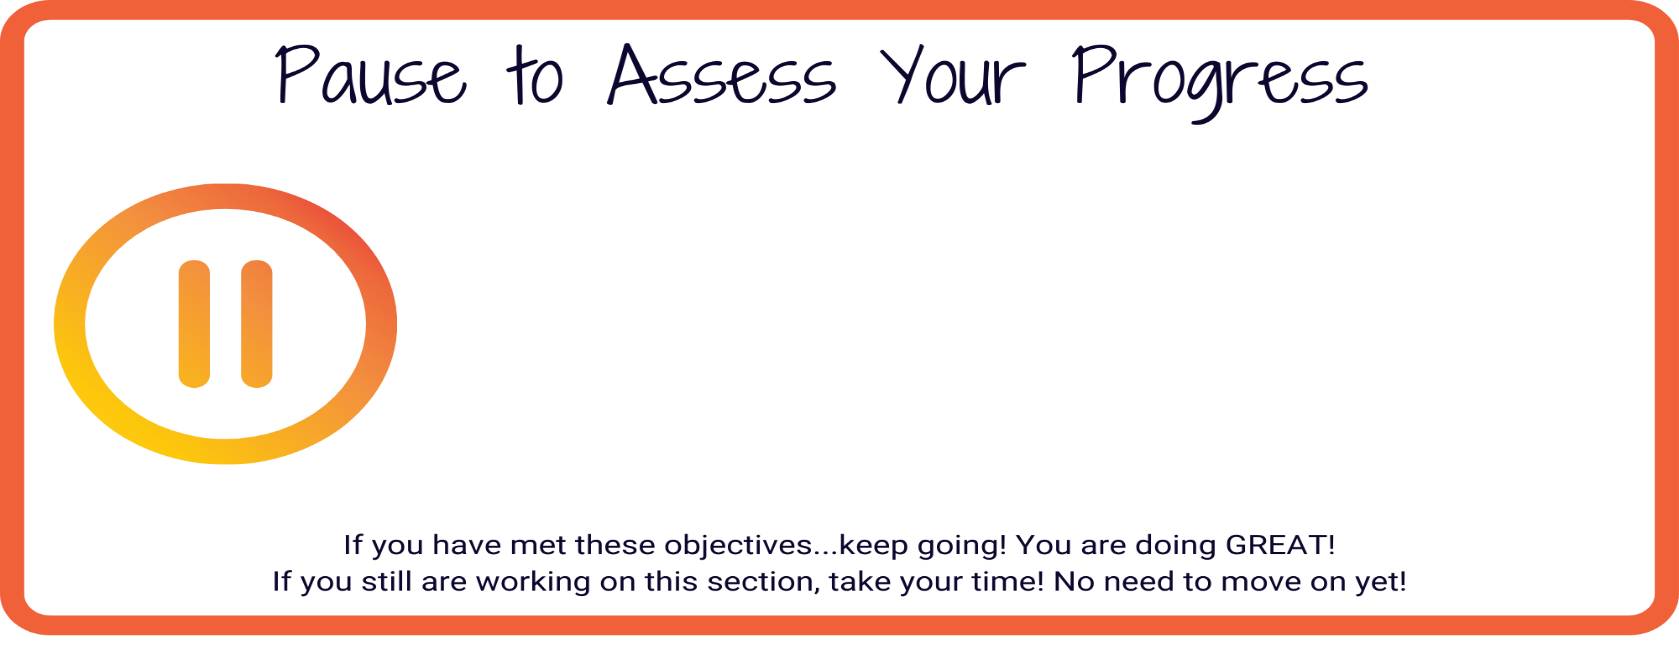 Pause to Assess Your Progress
If you have met these objectives...keep going! You are doing GREAT!
If you still are working on this section, take your time! No need to move on yet!